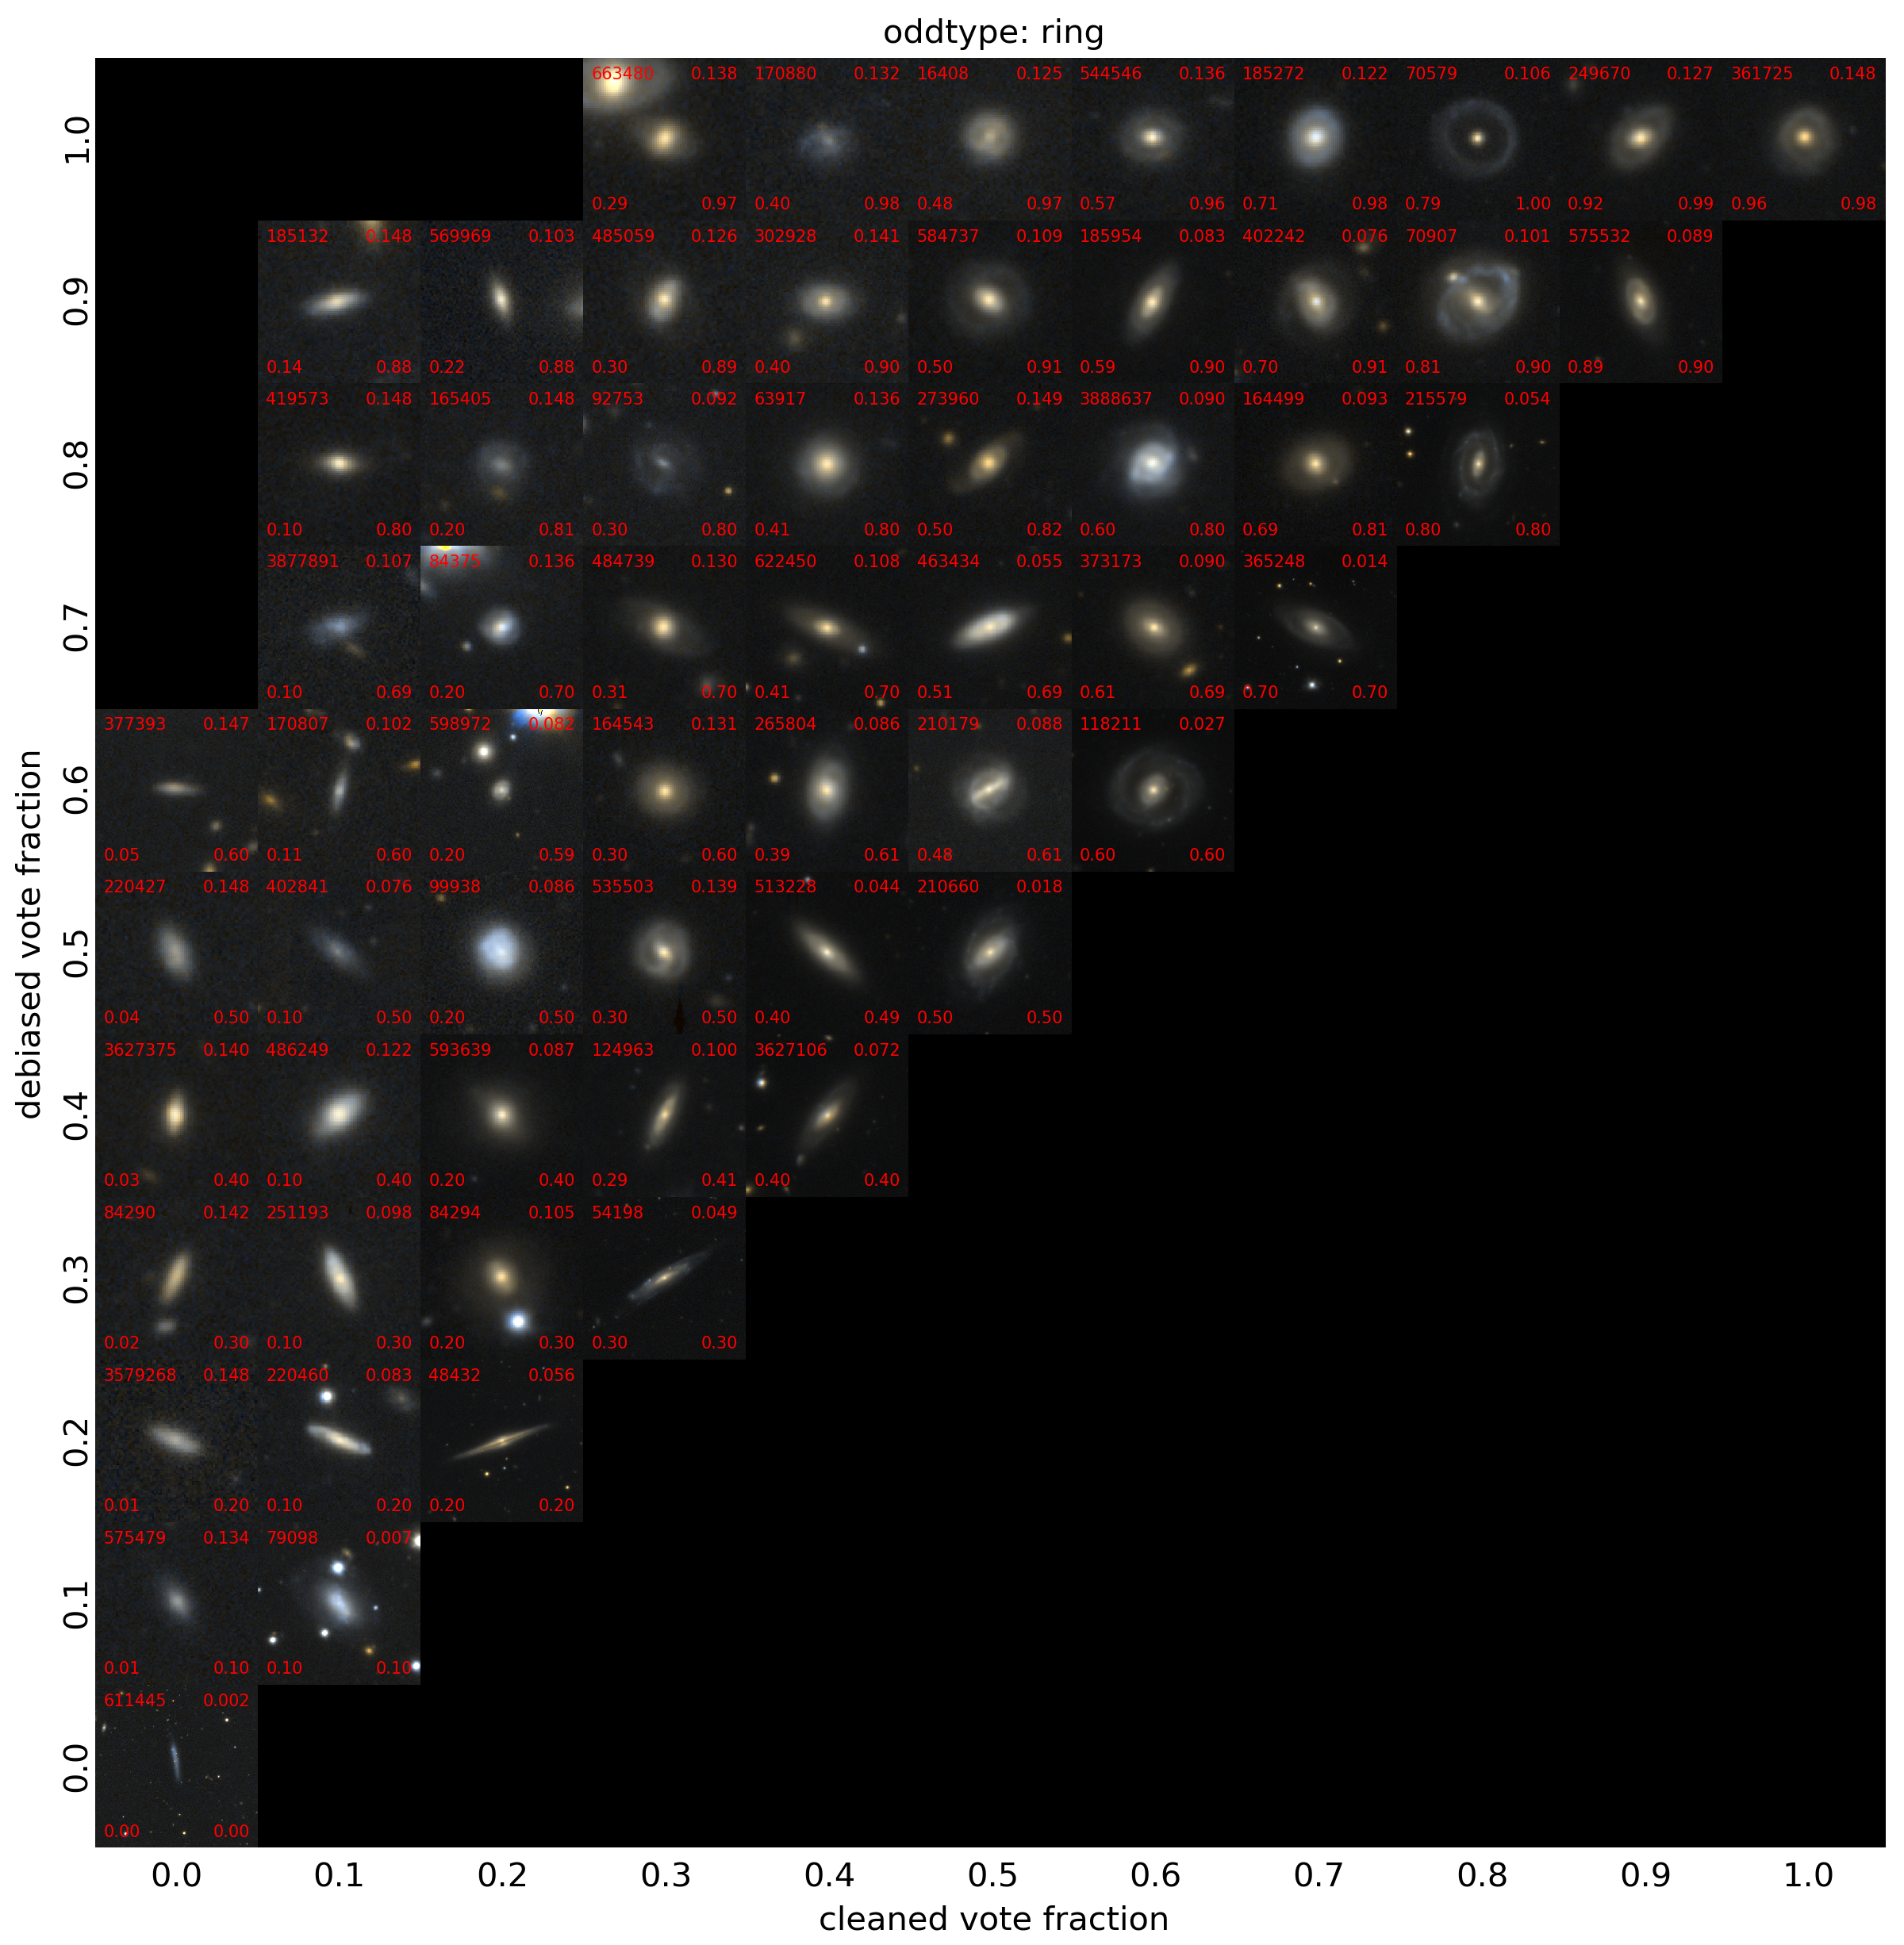 oddtype: ring
663480 0.138 170880 0.132 16408 0.125 544546 0.136 185272 0.122 70579 0.106 249670 0.127 361725 0.148
1.0
0.29 0.97 0.40 0.98 0.48 0.97 0.57 0.96 0.71 0.98 0.79 1.00 0.92 0.99 0.96 0.98
185132 0.148 569969 0.103 485059 0.126 302928 0.141 584737 0.109 185954 0.083 402242 0.076 70907 0.101 575532 0.089
0.9
0.14 0.88 0.22 0.88 0.30 0.89 0.40 0.90 0.50 0.91 0.59 0.90 0.70 0.91 0.81 0.90 0.89 0.90
419573 0.148 165405 0.148 92753 0.092 63917 0.136 273960 0.149 3888637 0.090 164499 0.093 215579 0.054
0.8
0.10 0.80 0.20 0.81 0.30 0.80 0.41 0.80 0.50 0.82 0.60 0.80 0.69 0.81 0.80 0.80
3877891 0.107 84375 0.136 484739 0.130 622450 0.108 463434 0.055 373173 0.090 365248 0.014
0.7
0.10 0.69 0.20 0.70 0.31 0.70 0.41 0.70 0.51 0.69 0.61 0.69 0.70 0.70
377393 0.147 170807 0.102 598972 0.082 164543 0.131 265804 0.086 210179 0.088 118211 0.027
0.6
0.05 0.60 0.11 0.60 0.20 0.59 0.30 0.60 0.39 0.61 0.48 0.61 0.60 0.60
220427 0.148 402841 0.076 99938 0.086 535503 0.139 513228 0.044 210660 0.018
0.5
0.04 0.50 0.10 0.50 0.20 0.50 0.30 0.50 0.40 0.49 0.50 0.50
3627375 0.140 486249 0.122 593639 0.087 124963 0.100 3627106 0.072
0.4
0.03 0.40 0.10 0.40 0.20 0.40 0.29 0.41 0.40 0.40
84290 0.142 251193 0.098 84294 0.105 54198 0.049
0.3
0.02 0.30 0.10 0.30 0.20 0.30 0.30 0.30
3579268 0.148 220460 0.083 48432 0.056
0.2
0.01 0.20 0.10 0.20 0.20 0.20
575479 0.134 79098 0.007
0.1
0.01 0.10 0.10 0.10
611445 0.002
0.0
0.00 0.00
debiased vote fraction
0.0 0.1 0.2 0.3 0.4 0.5 0.6 0.7 0.8 0.9 1.0
cleaned vote fraction